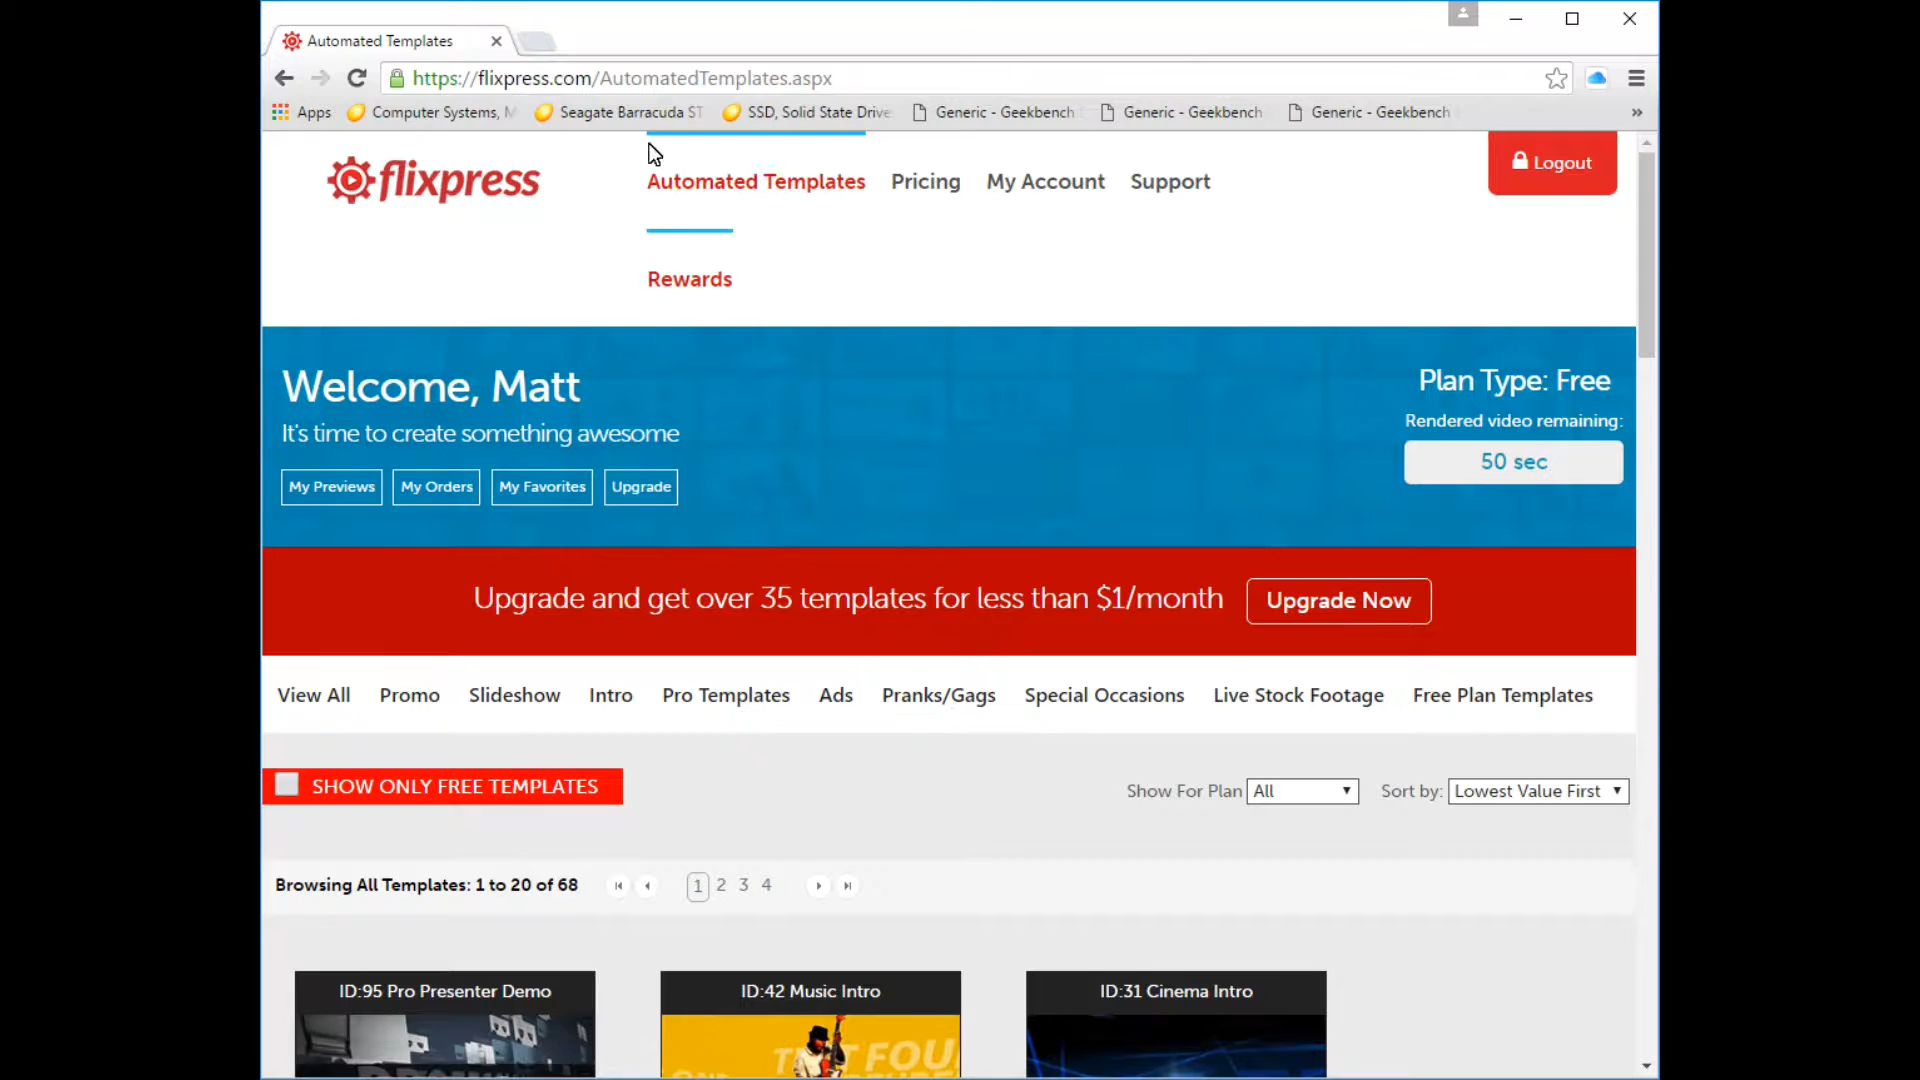 Automated Templates
https://flixpress.com/AutomatedTemplates.aspx
Apps Computer Systems, M Seagate Barracuda ST SSD, Solid State Drive Generic - Geekbench Generic - Geekbench Generic - Geekbench »
flixpress Automated Templates Pricing My Account Support Logout
Rewards
Welcome, Matt
It's time to create something awesome
My Previews My Orders My Favorites Upgrade
Plan Type: Free
Rendered video remaining:
50 sec
Upgrade and get over 35 templates for less than $1/month Upgrade Now
View All Promo Slideshow Intro Pro Templates Ads Pranks/Gags Special Occasions Live Stock Footage Free Plan Templates
SHOW ONLY FREE TEMPLATES Show For Plan All Sort by: Lowest Value First
Browsing All Templates: 1 to 20 of 68 1 2 3 4
ID:95 Pro Presenter Demo ID:42 Music Intro ID:31 Cinema Intro